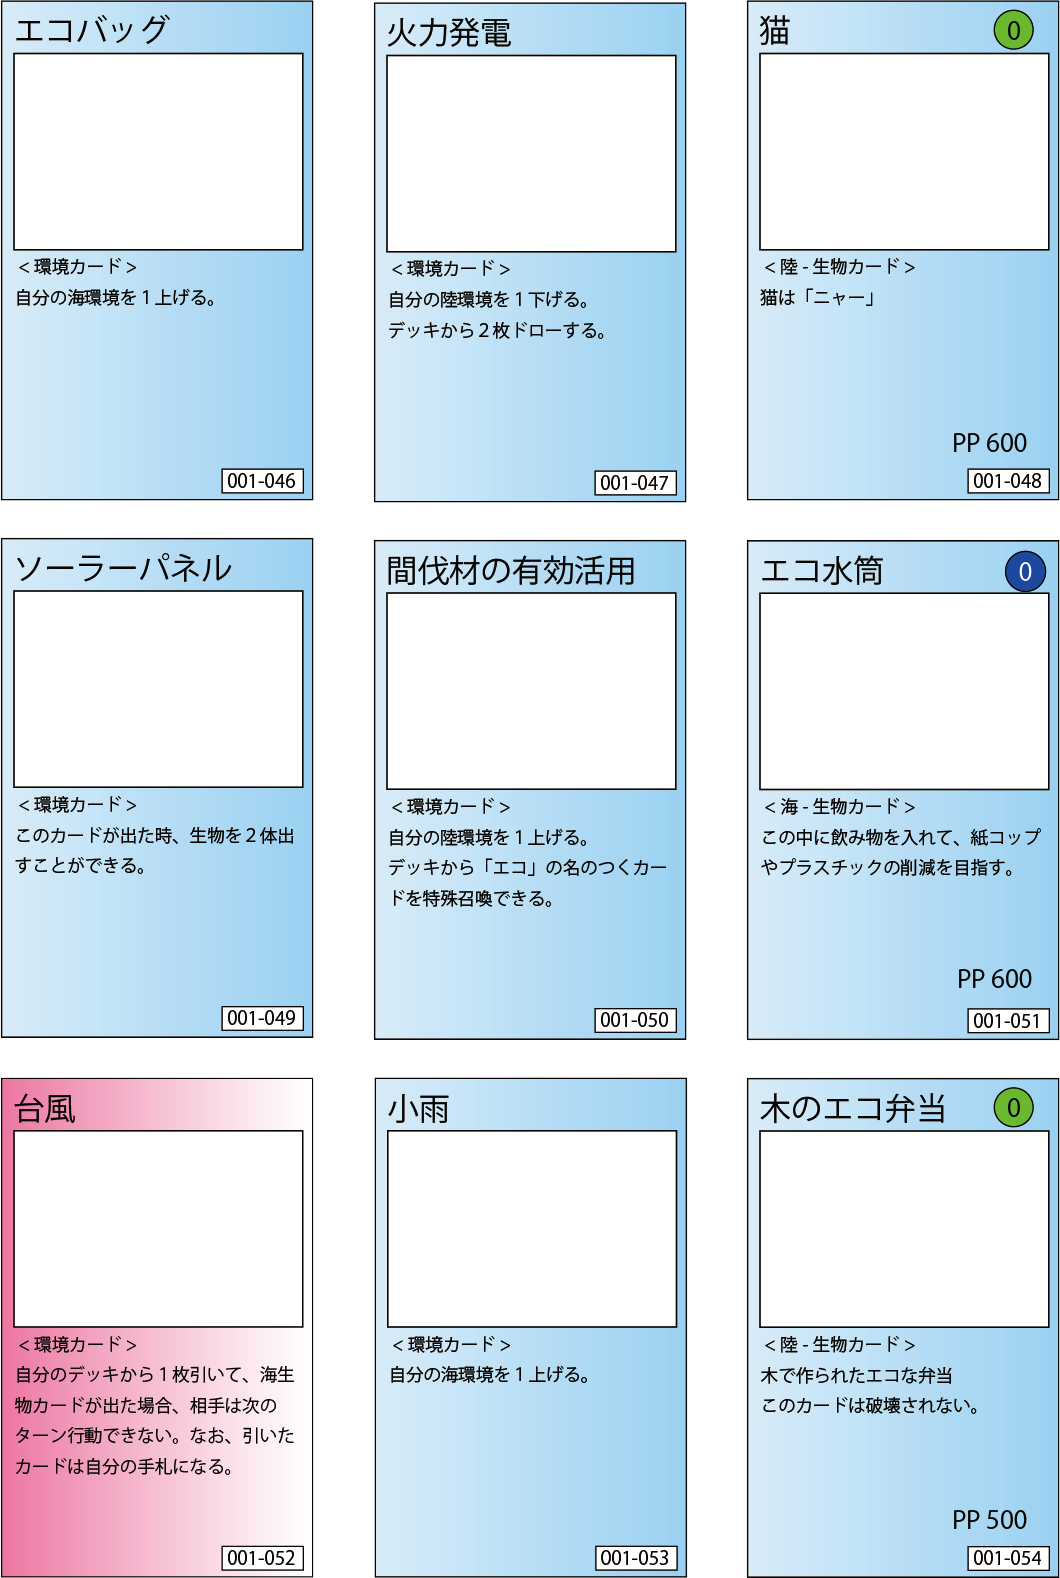 エコバッグ
<環境カード>
自分の海環境を１上げる。
001-046
火力発電
<環境カード>
自分の陸環境を１下げる。
デッキから２枚ドローする。
001-047
猫
0
<陸-生物カード>
猫は「ニャー」
PP 600
001-048
ソーラーパネル
<環境カード>
このカードが出た時、生物を２体出
すことができる。
001-049
間伐材の有効活用
<環境カード>
自分の陸環境を１上げる。
デッキから「エコ」の名のつくカー
ドを特殊召喚できる。
001-050
エコ水筒
0
<海-生物カード>
この中に飲み物を入れて、紙コップ
やプラスチックの削減を目指す。
PP 600
001-051
台風
<環境カード>
自分のデッキから１枚引いて、海生
物カードが出た場合、相手は次の
ターン行動できない。なお、引いた
カードは自分の手札になる。
001-052
小雨
<環境カード>
自分の海環境を１上げる。
001-053
木のエコ弁当
0
<陸-生物カード>
木で作られたエコな弁当
このカードは破壊されない。
PP 500
001-054